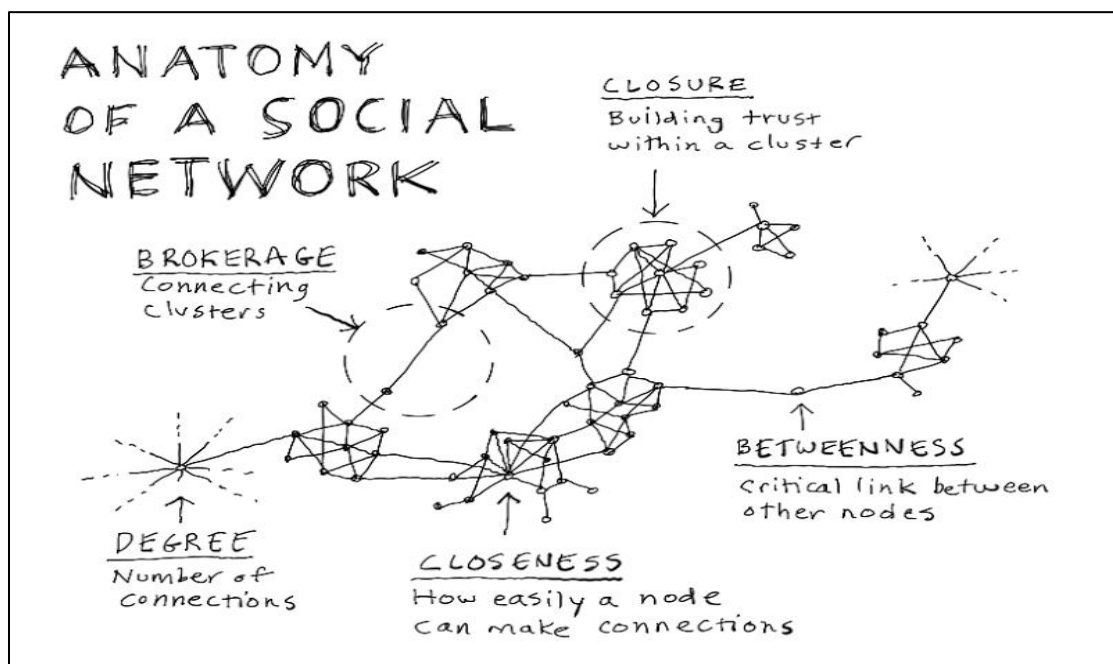 ANATOMY
OF A SOCIAL
NETWORK
CLOSURE
Building trust
within a cluster
BROKERAGE
Connecting
clusters
BETWEENNESS
Critical link between
other nodes
DEGREE
Number of
connections
CLOSENESS
How easily a node
can make connections